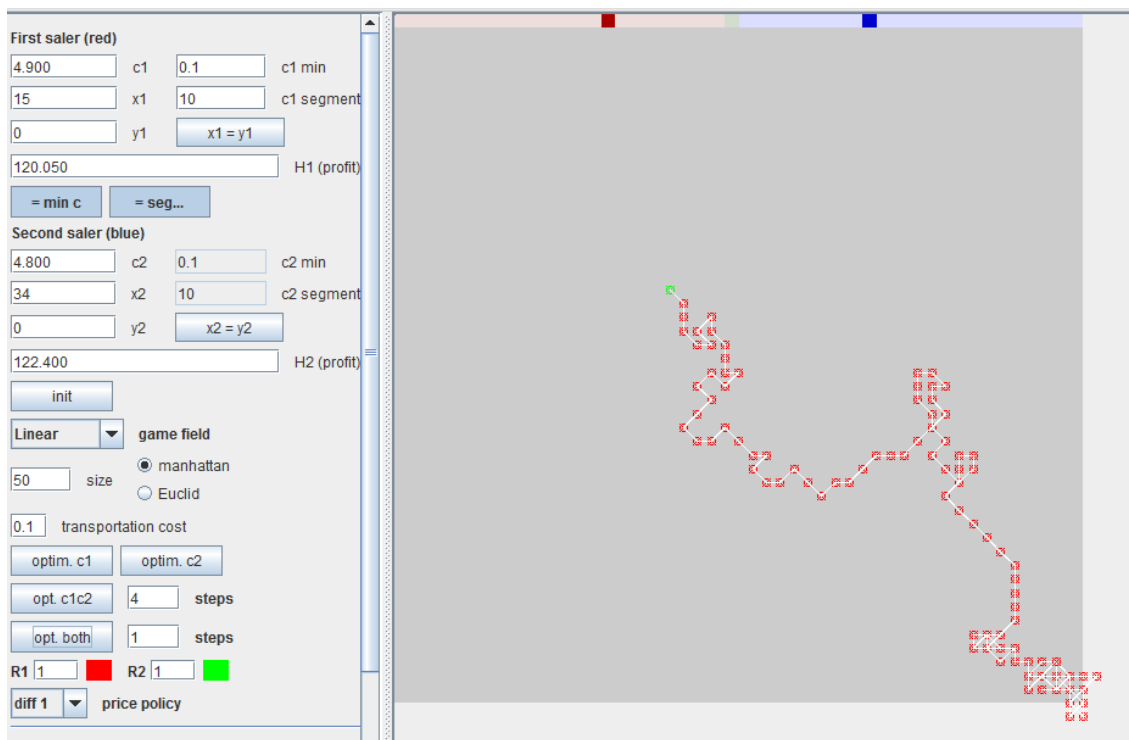 First saler (red)
4.900 c1 0.1 c1 min
15 x1 10 c1 segment
0 y1 x1 = y1
120.050 H1 (profit)
= min c = seg...
Second saler (blue)
4.800 c2 0.1 c2 min
34 x2 10 c2 segment
0 y2 x2 = y2
122.400 H2 (profit)
init
Linear game field
50 size manhattan
Euclid
0.1 transportation cost
optim. c1 optim. c2
opt. c1c2 4 steps
opt. both 1 steps
R1 1 R2 1
diff 1 price policy